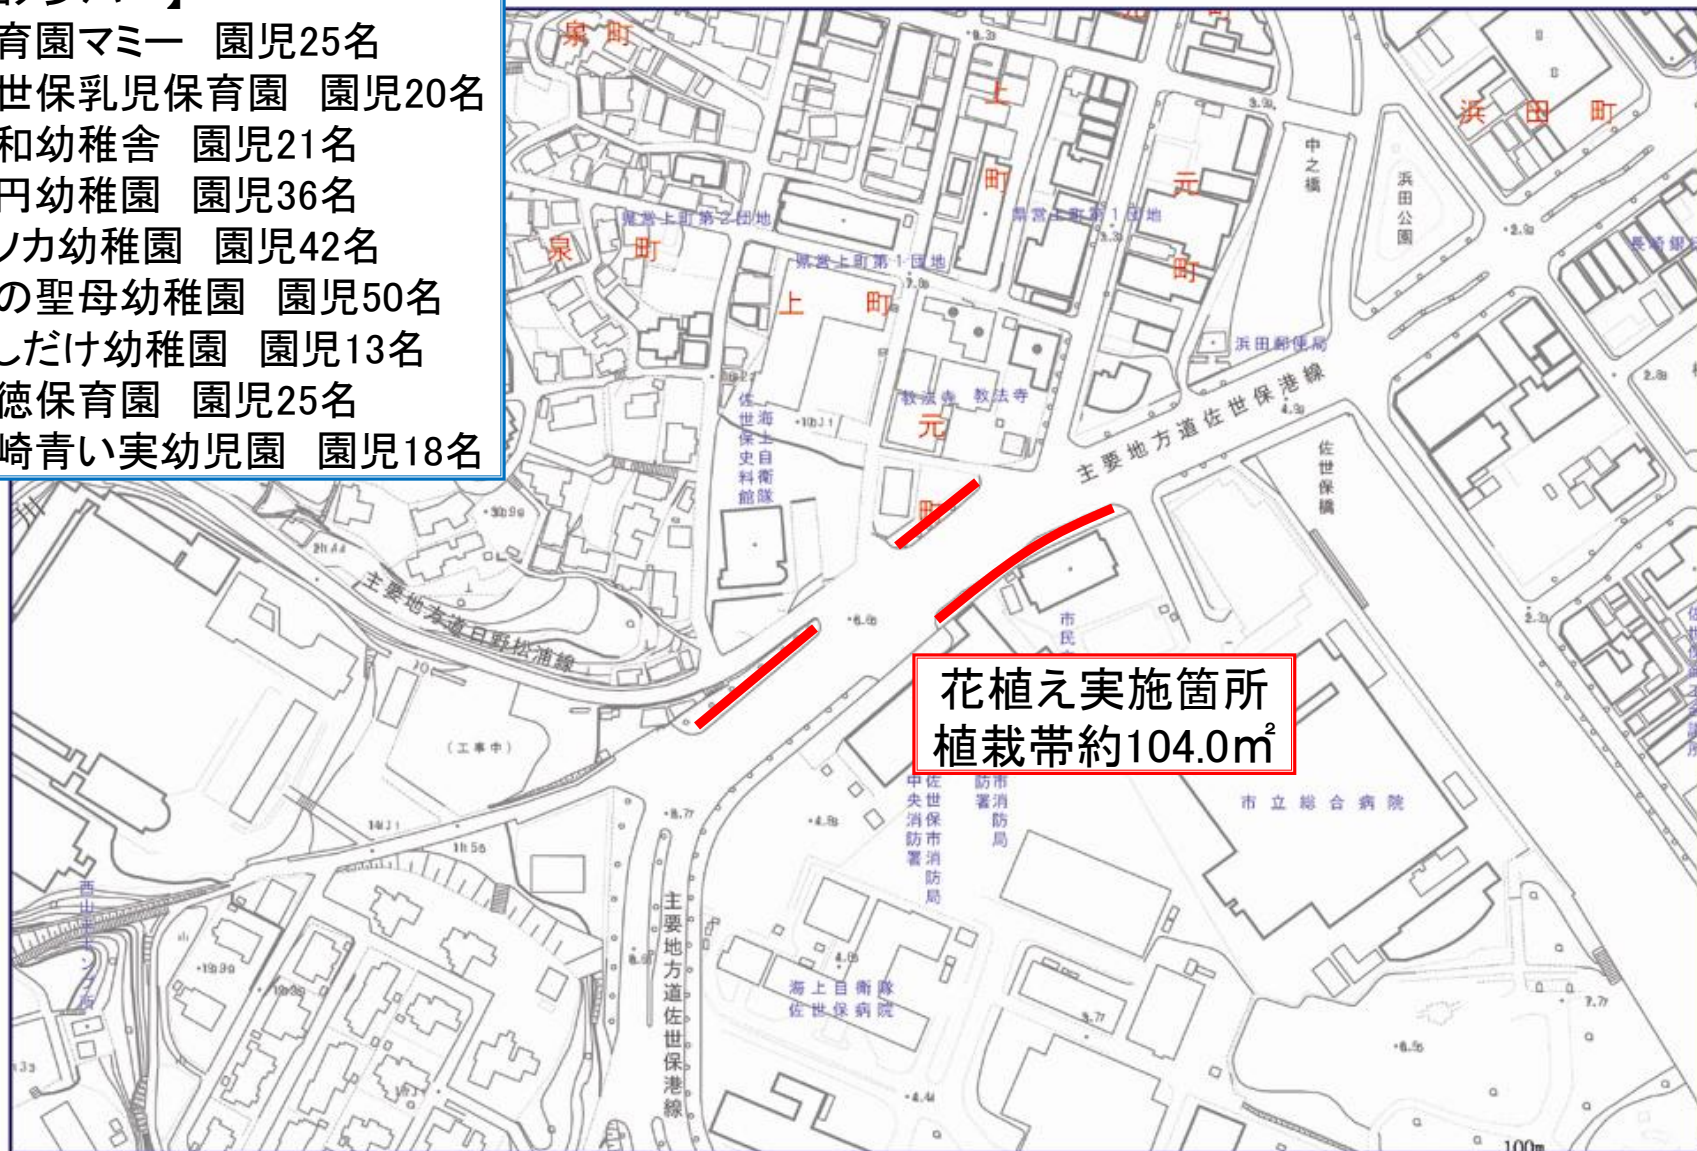 育園マミー　園児25名
世保乳児保育園　園児20名
和幼稚舎　園児21名
円幼稚園　園児36名
ソカ幼稚園　園児42名
の聖母幼稚園　園児50名
しだけ幼稚園　園児13名
徳保育園　園児25名
崎青い実幼児園　園児18名
泉町
上町
元町
浜田町
中之橋
浜田公園
県営上町第2団地
県営上町第1団地
泉町
県営上町第1団地
上町
長崎銀
浜田郵便局
教法寺 教法寺
元町
主要地方道佐世保港線
佐世保橋
海上自衛隊
佐世保史料館
主要地方道日野松浦線
市民
花植え実施箇所
植栽帯約104.0㎡
(工事中)
市立総合病院
佐世保市消防局
中央消防署
市消防局
防署
主要地方道佐世保港線
海上自衛隊
佐世保病院
100m